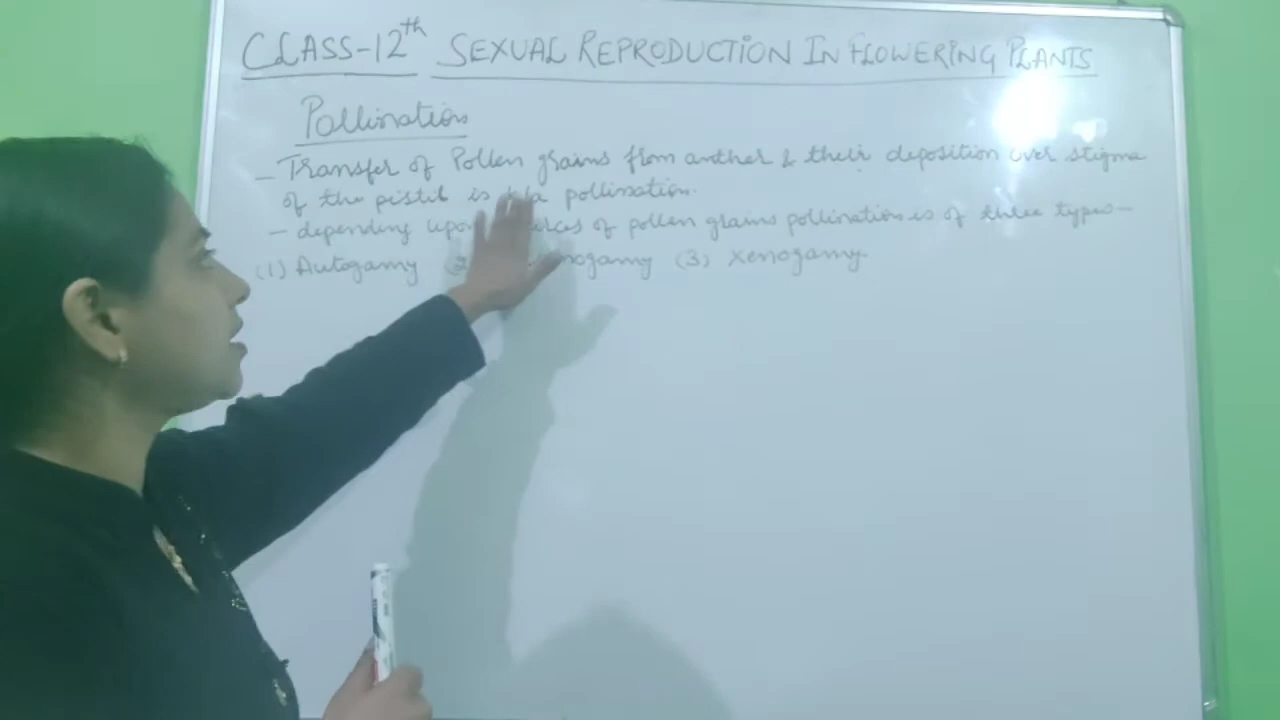 CLASS-12th SEXUAL REPRODUCTION IN FLOWERING PLANTS
Pollination
- Transfer of Pollen grains from anther & their deposition over stigma
of the pistil is pollination.
- depending upon of pollen grains pollination is of three types-
(1) Autogamy (3) Xenogamy